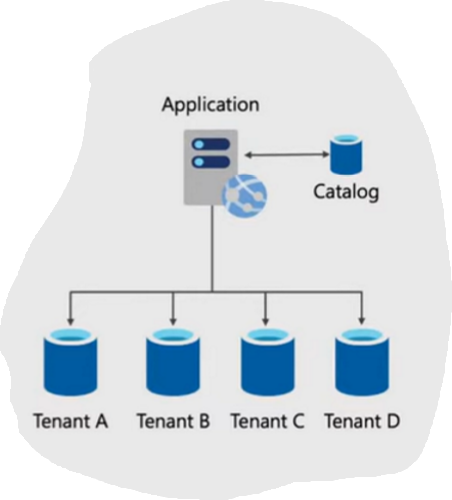 Application
Catalog
Tenant A
Tenant B
Tenant C
Tenant D